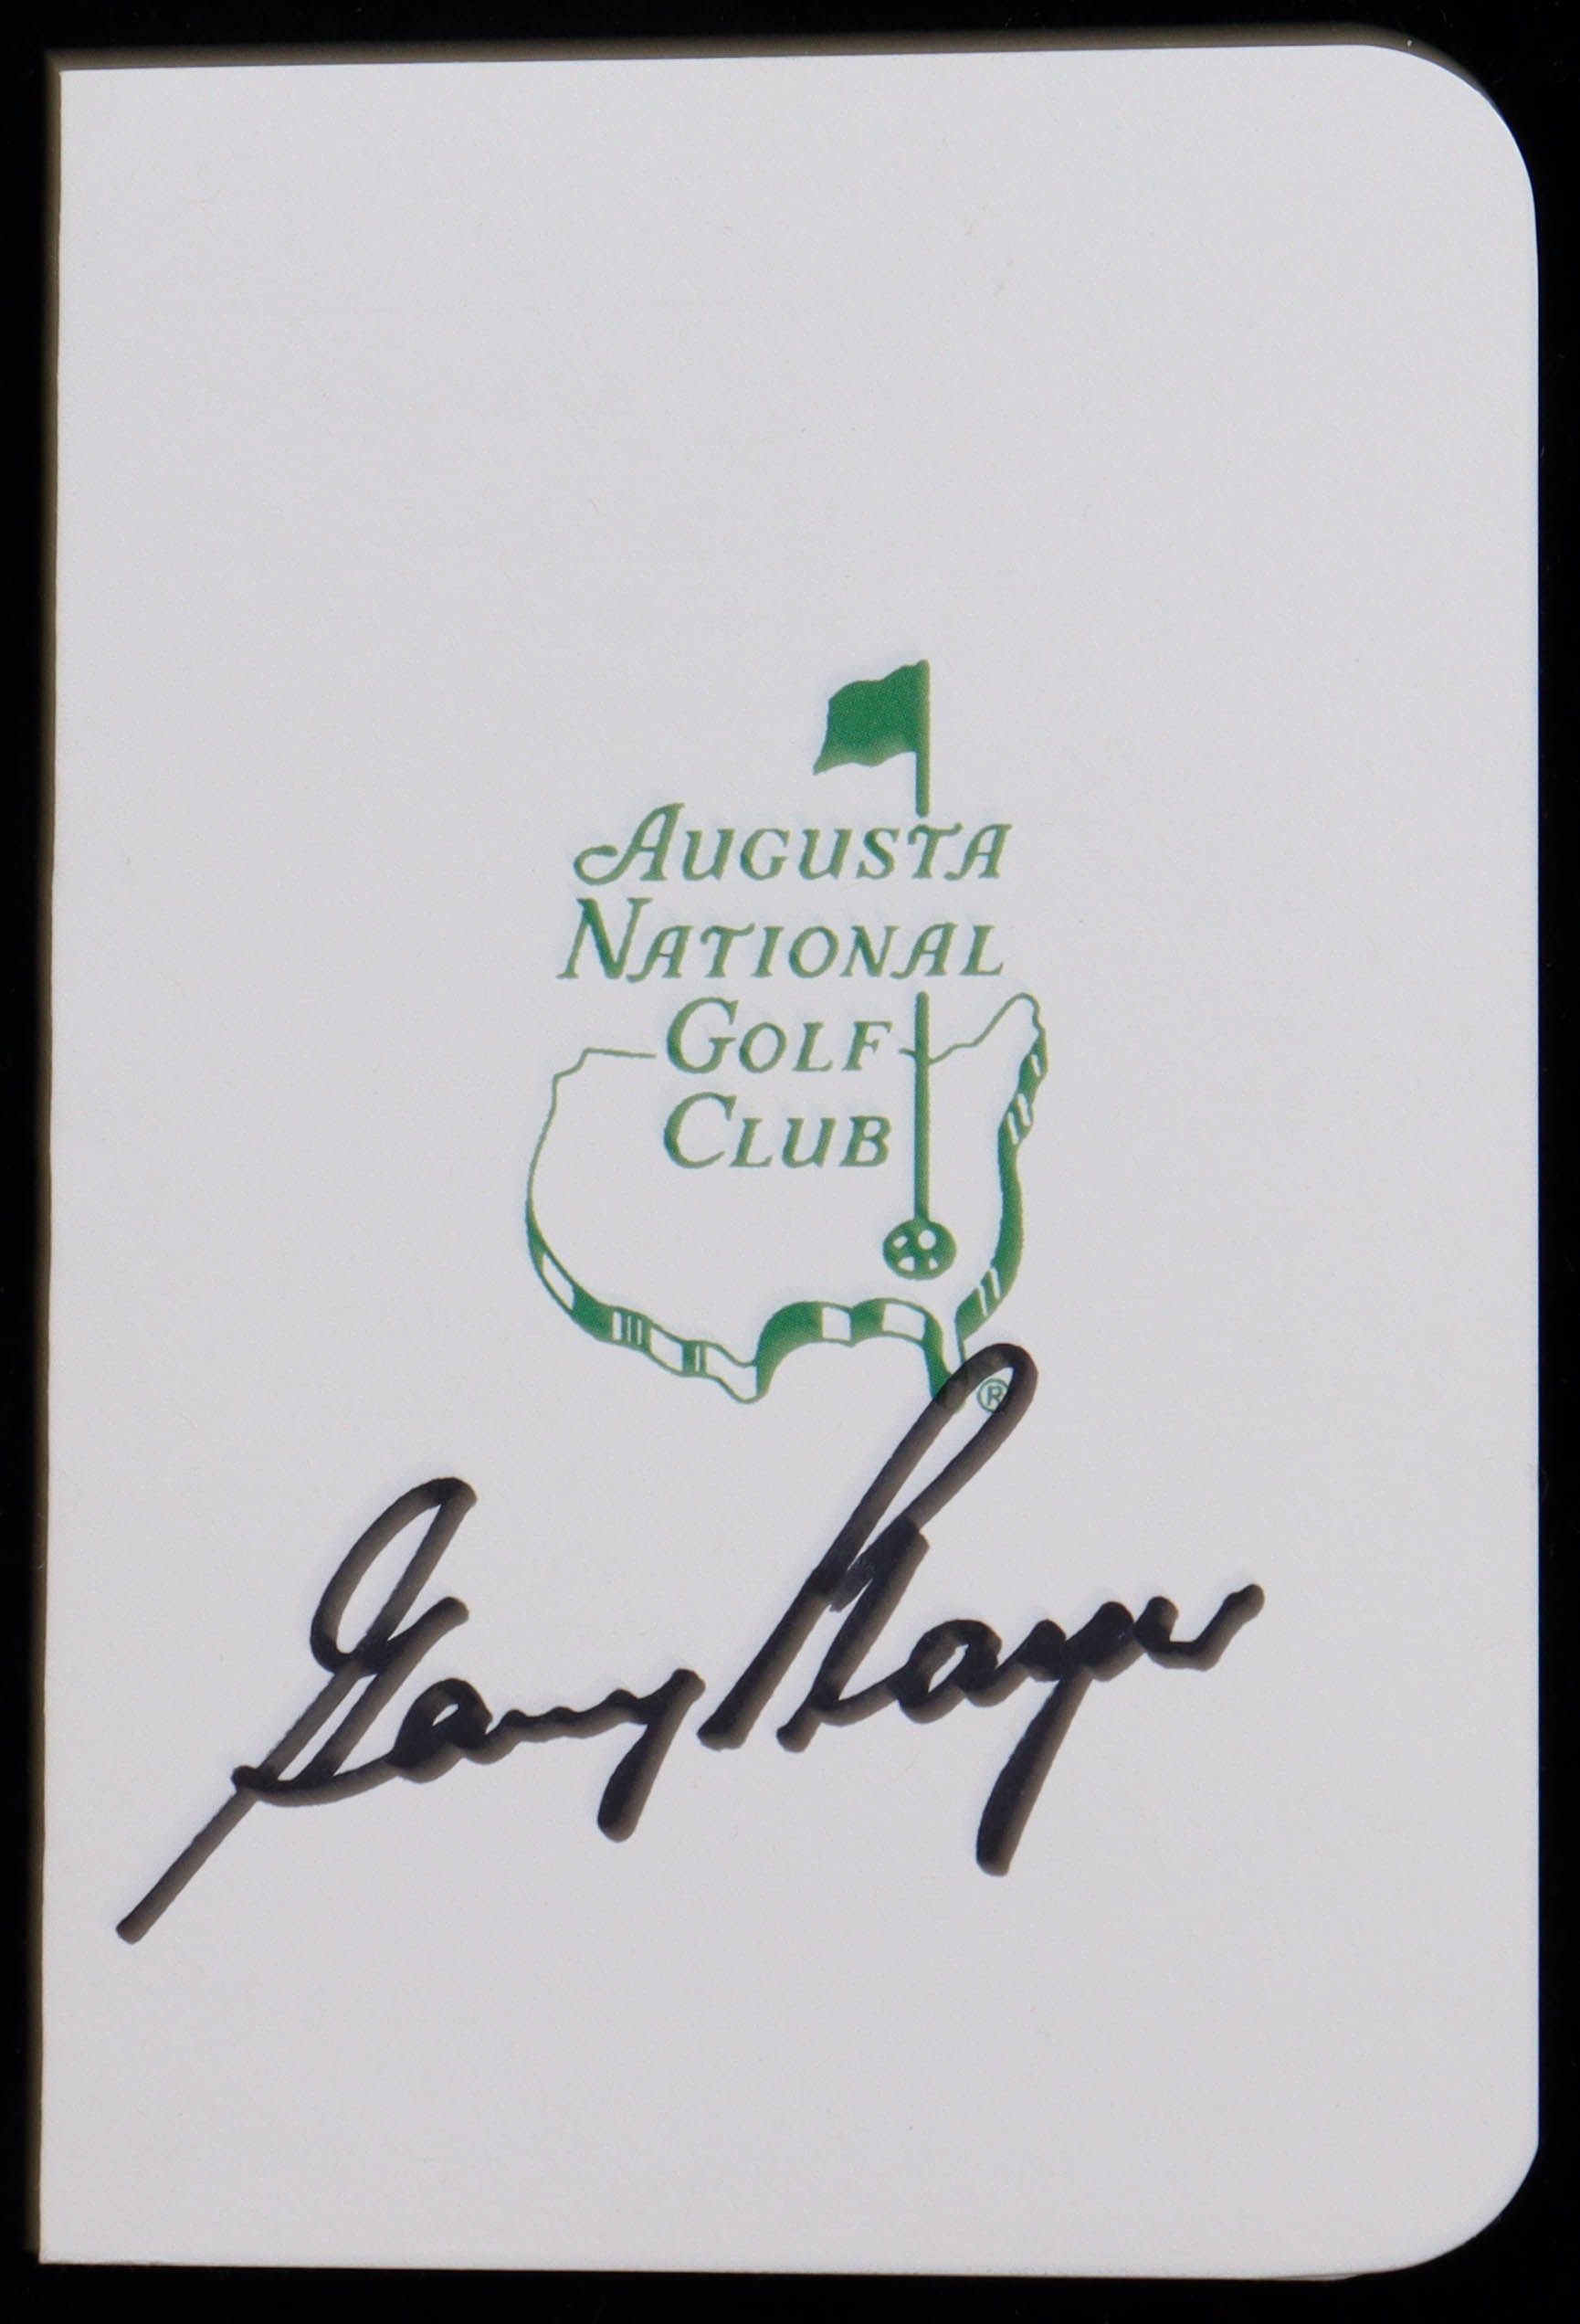 AUGUSTA
NATIONAL
GOLF
CLUB
®
Gary Player